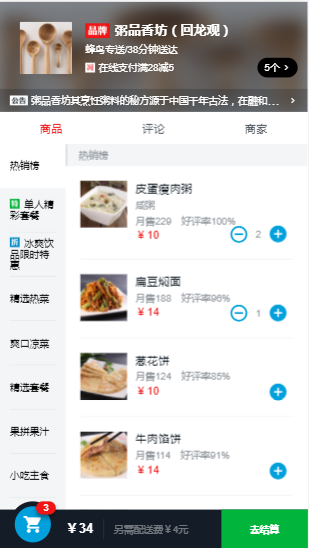 品牌 粥品香坊（回龙观）
蜂鸟专送/38分钟送达
减 在线支付满28减5
5个 >
公告 粥品香坊其烹饪粥料的秘方源于中国千年古法，在融和... >
商品 评论 商家
热销榜
特 单人精
彩套餐
折 冰爽饮
品限时特
惠
精选热菜
爽口凉菜
精选套餐
果拼果汁
小吃主食
热销榜
皮蛋瘦肉粥
咸粥
月售229 好评率100%
￥10
2
扁豆焖面
月售188 好评率96%
￥14
1
葱花饼
月售124 好评率85%
￥10
牛肉馅饼
月售114 好评率91%
￥14
3
￥34
另需配送费￥4元
去结算